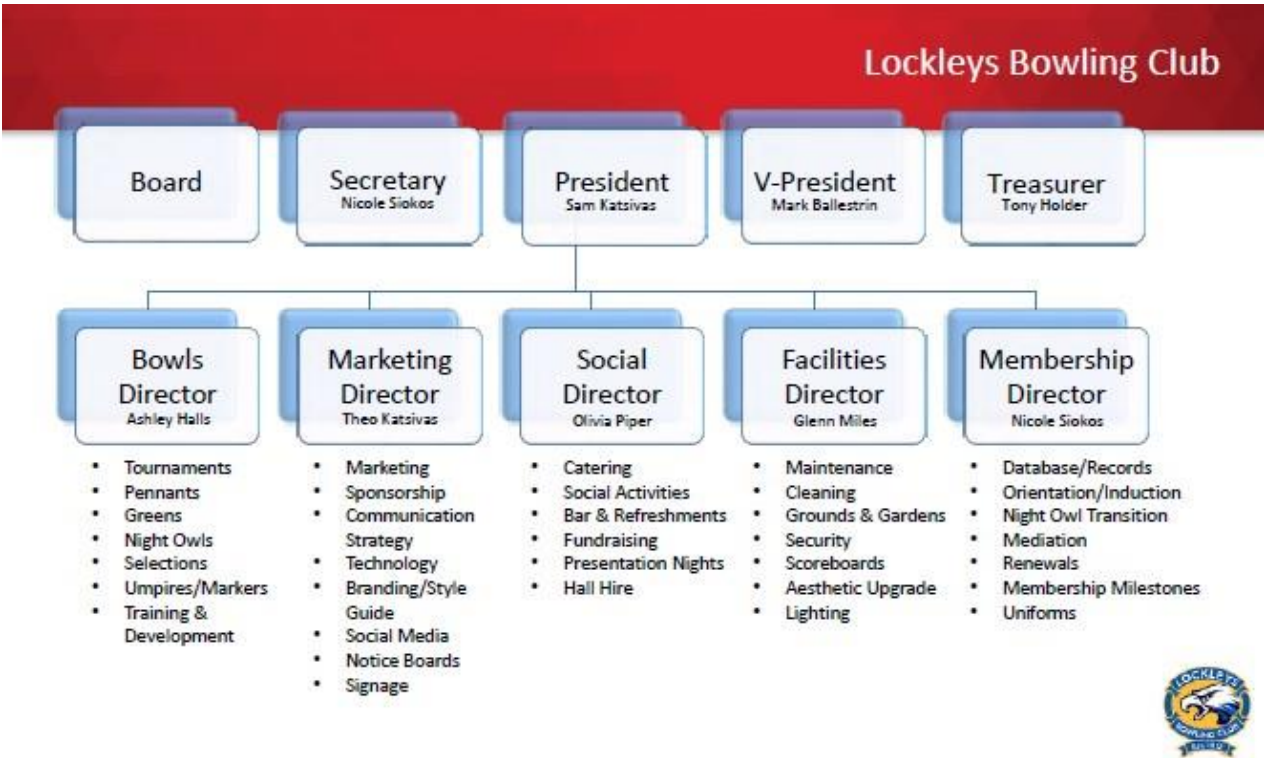 Lockleys Bowling Club
Board
Secretary
Nicole Siokos
President
Sam Katsivas
V-President
Mark Ballestrin
Treasurer
Tony Holder
Bowls
Director
Ashley Halls
Marketing
Director
Theo Katsivas
Social
Director
Olivia Piper
Facilities
Director
Glenn Miles
Membership
Director
Nicole Siokos
• Tournaments
• Pennants
• Greens
• Night Owls
• Selections
• Umpires/Markers
• Training &
Development
• Marketing
• Sponsorship
• Communication
Strategy
• Technology
• Branding/Style
Guide
• Social Media
• Notice Boards
• Signage
• Catering
• Social Activities
• Bar & Refreshments
• Fundraising
• Presentation Nights
• Hall Hire
• Maintenance
• Cleaning
• Grounds & Gardens
• Security
• Scoreboards
• Aesthetic Upgrade
• Lighting
• Database/Records
• Orientation/Induction
• Night Owl Transition
• Mediation
• Renewals
• Membership Milestones
• Uniforms
LOCKLEYS
BOWLING CLUB